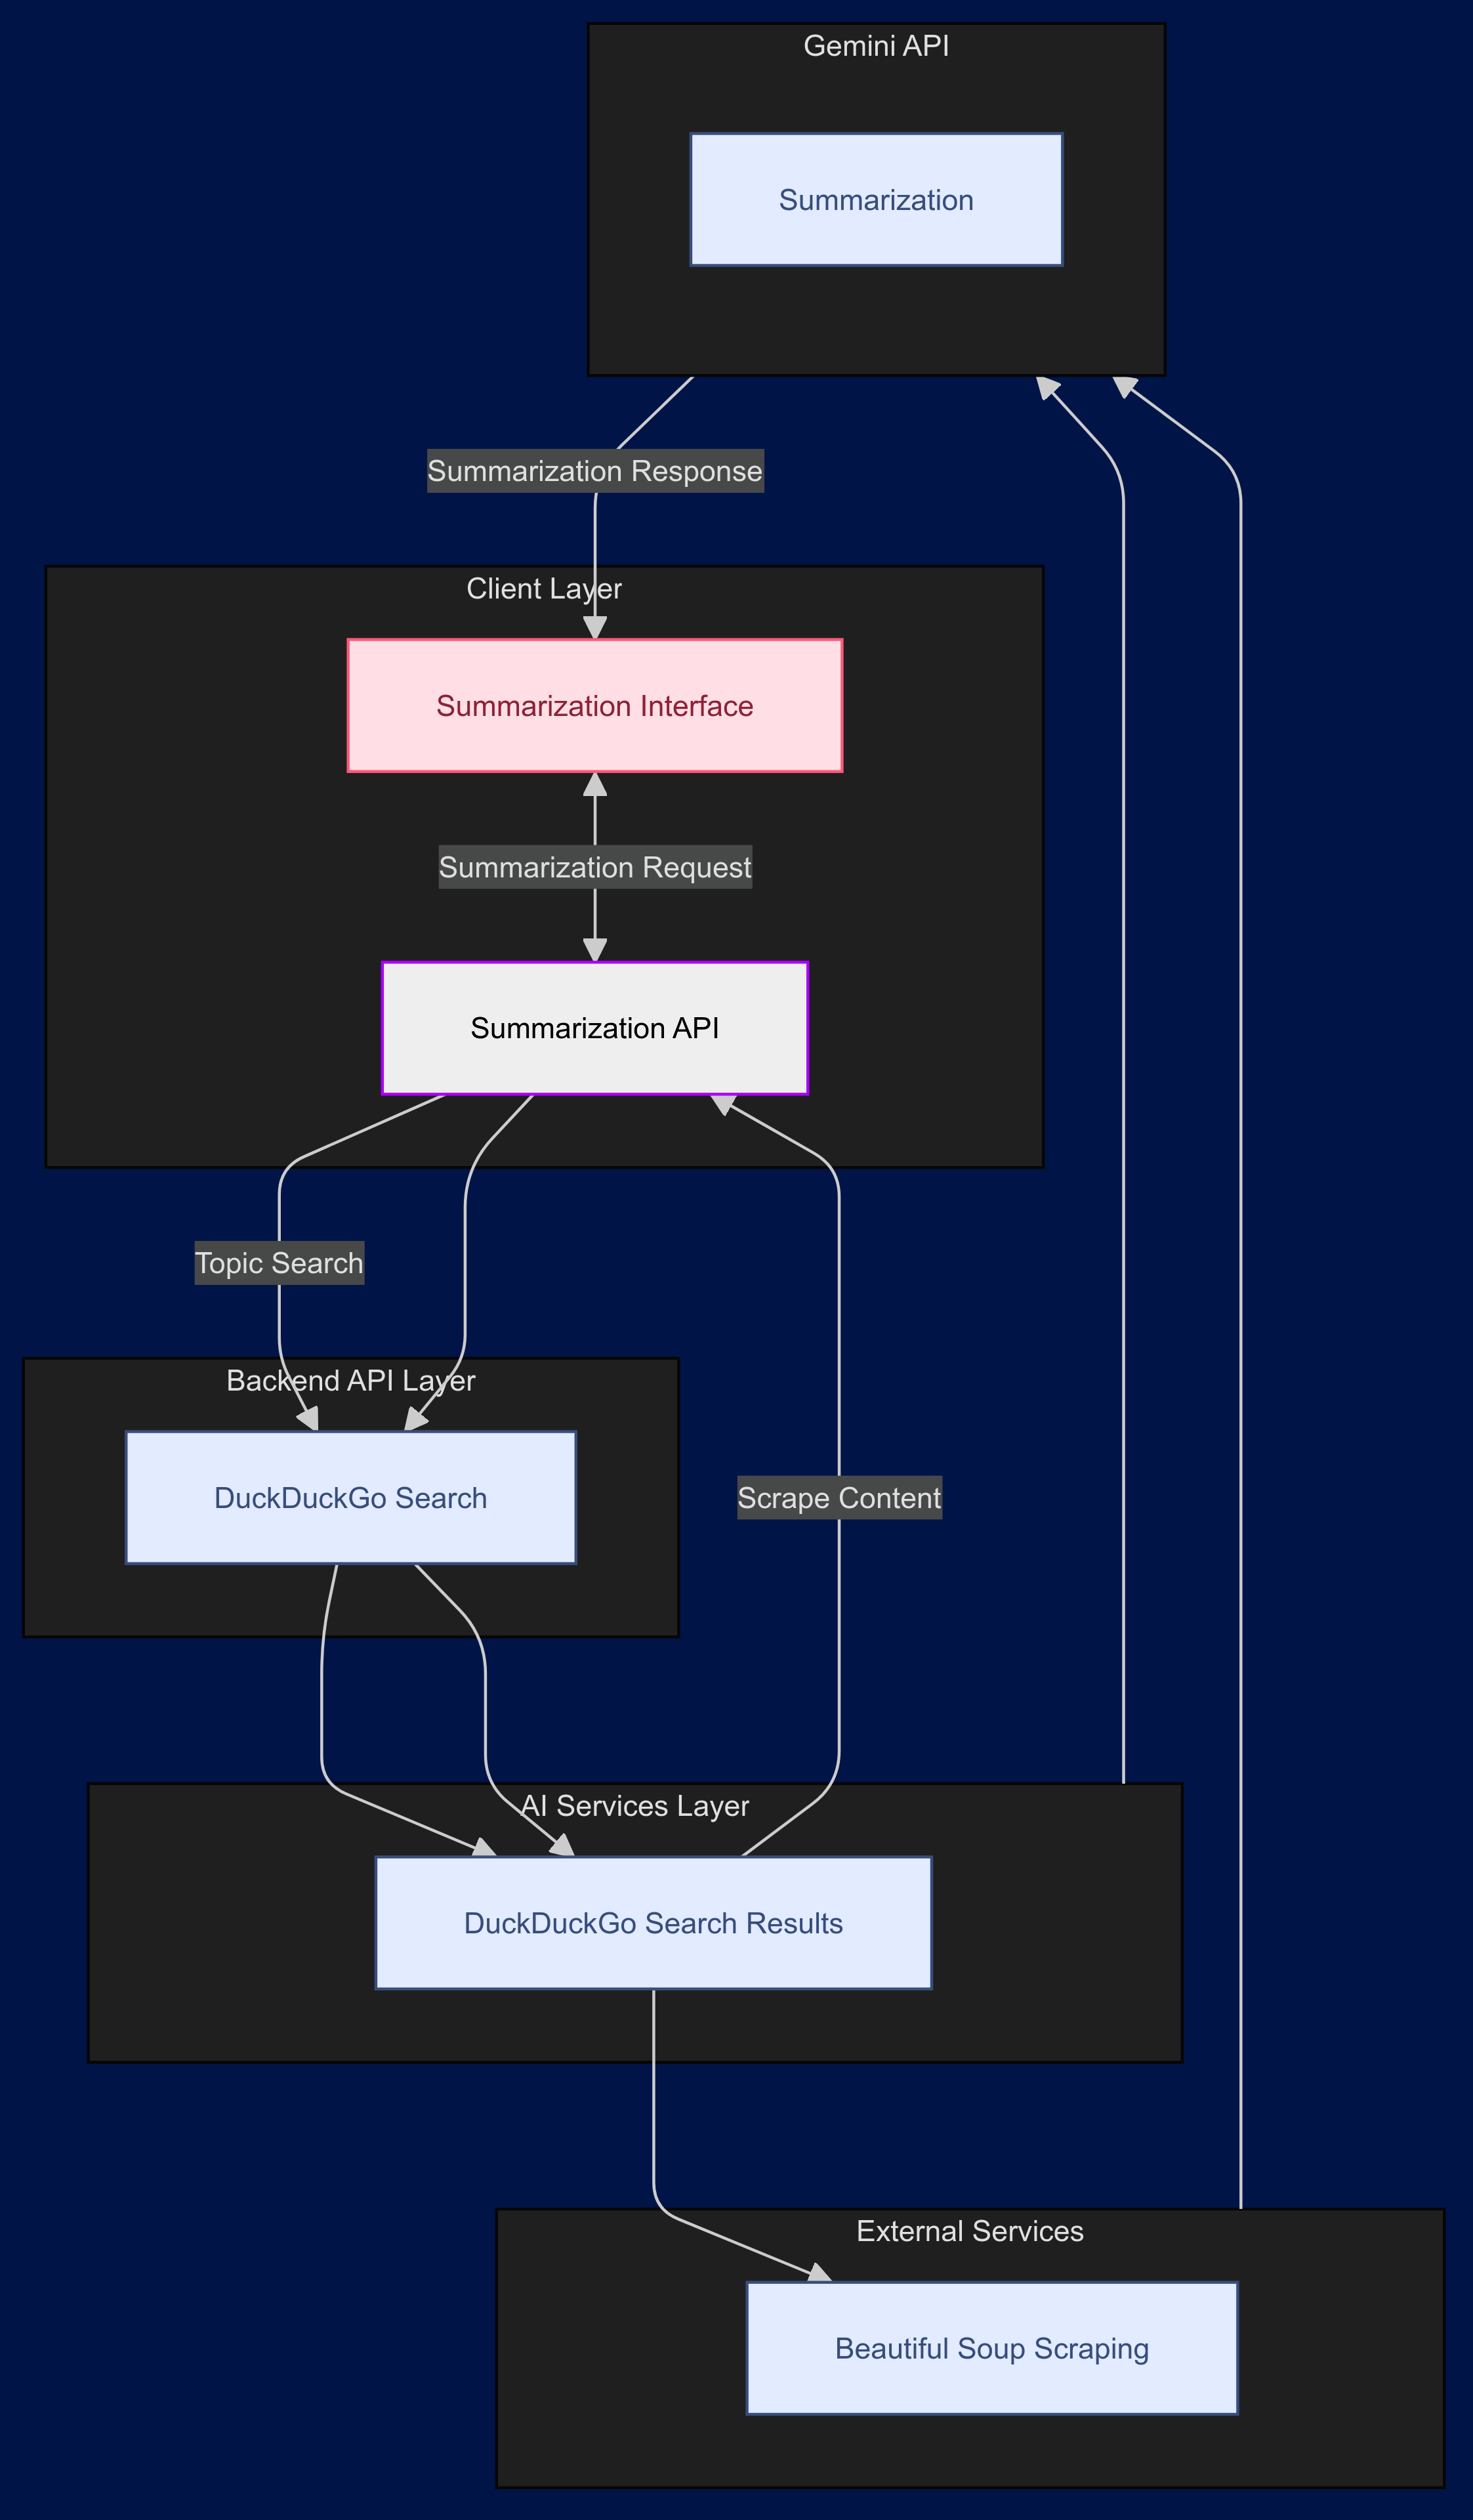 Gemini API
Summarization
Summarization Response
Client Layer
Summarization Interface
Summarization Request
Summarization API
Topic Search
Backend API Layer
DuckDuckGo Search
Scrape Content
AI Services Layer
DuckDuckGo Search Results
External Services
Beautiful Soup Scraping